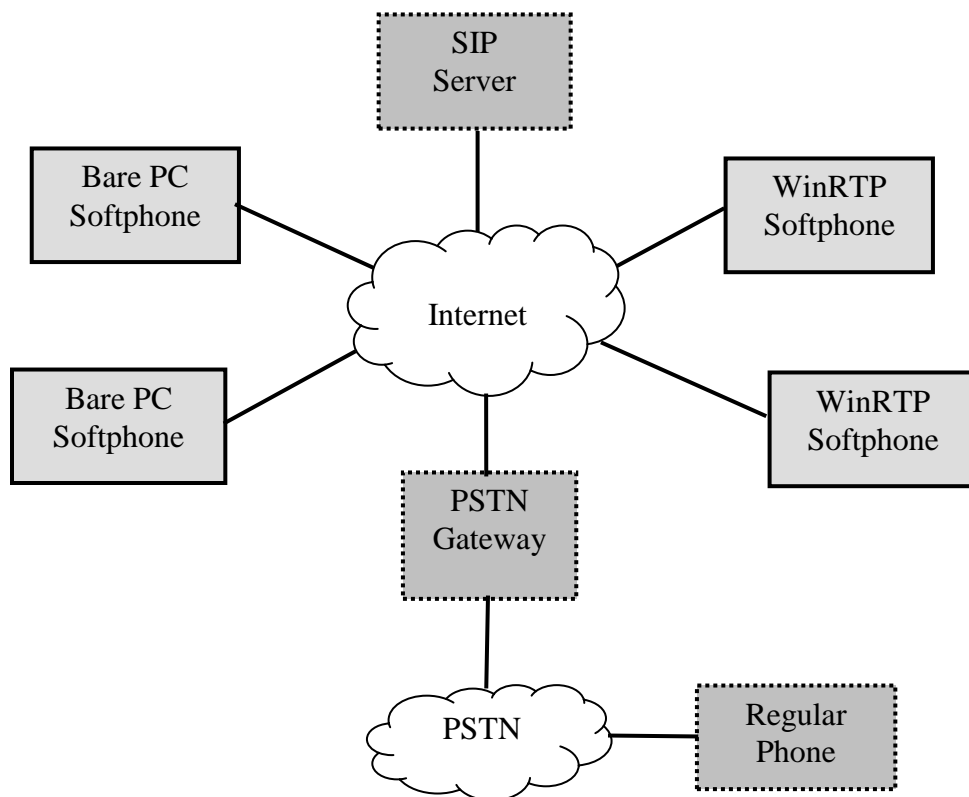 SIP
Server
Bare PC
Softphone
WinRTP
Softphone
Internet
Bare PC
Softphone
WinRTP
Softphone
PSTN
Gateway
PSTN
Regular
Phone